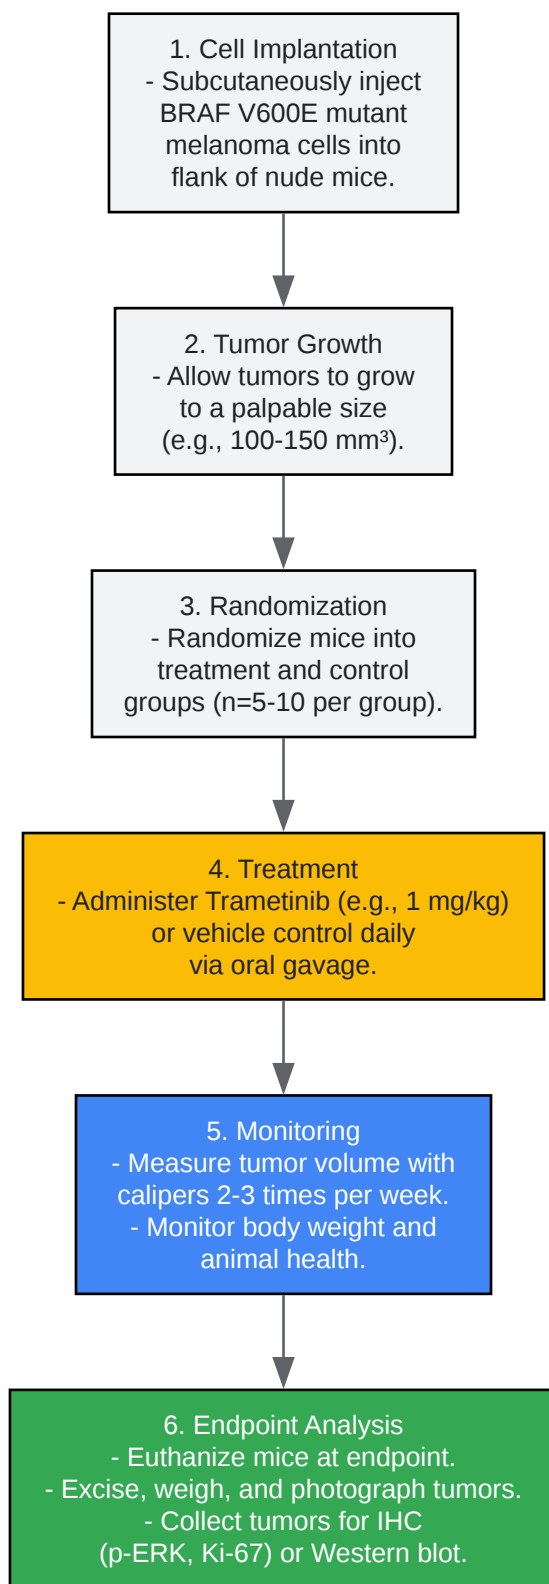 1. Cell Implantation
- Subcutaneously inject
BRAF V600E mutant
melanoma cells into
flank of nude mice.
2. Tumor Growth
- Allow tumors to grow
to a palpable size
(e.g., 100-150 mm³).
3. Randomization
- Randomize mice into
treatment and control
groups (n=5-10 per group).
4. Treatment
- Administer Trametinib (e.g., 1 mg/kg)
or vehicle control daily
via oral gavage.
5. Monitoring
- Measure tumor volume with
calipers 2-3 times per week.
- Monitor body weight and
animal health.
6. Endpoint Analysis
- Euthanize mice at endpoint.
- Excise, weigh, and photograph tumors.
- Collect tumors for IHC
(p-ERK, Ki-67) or Western blot.